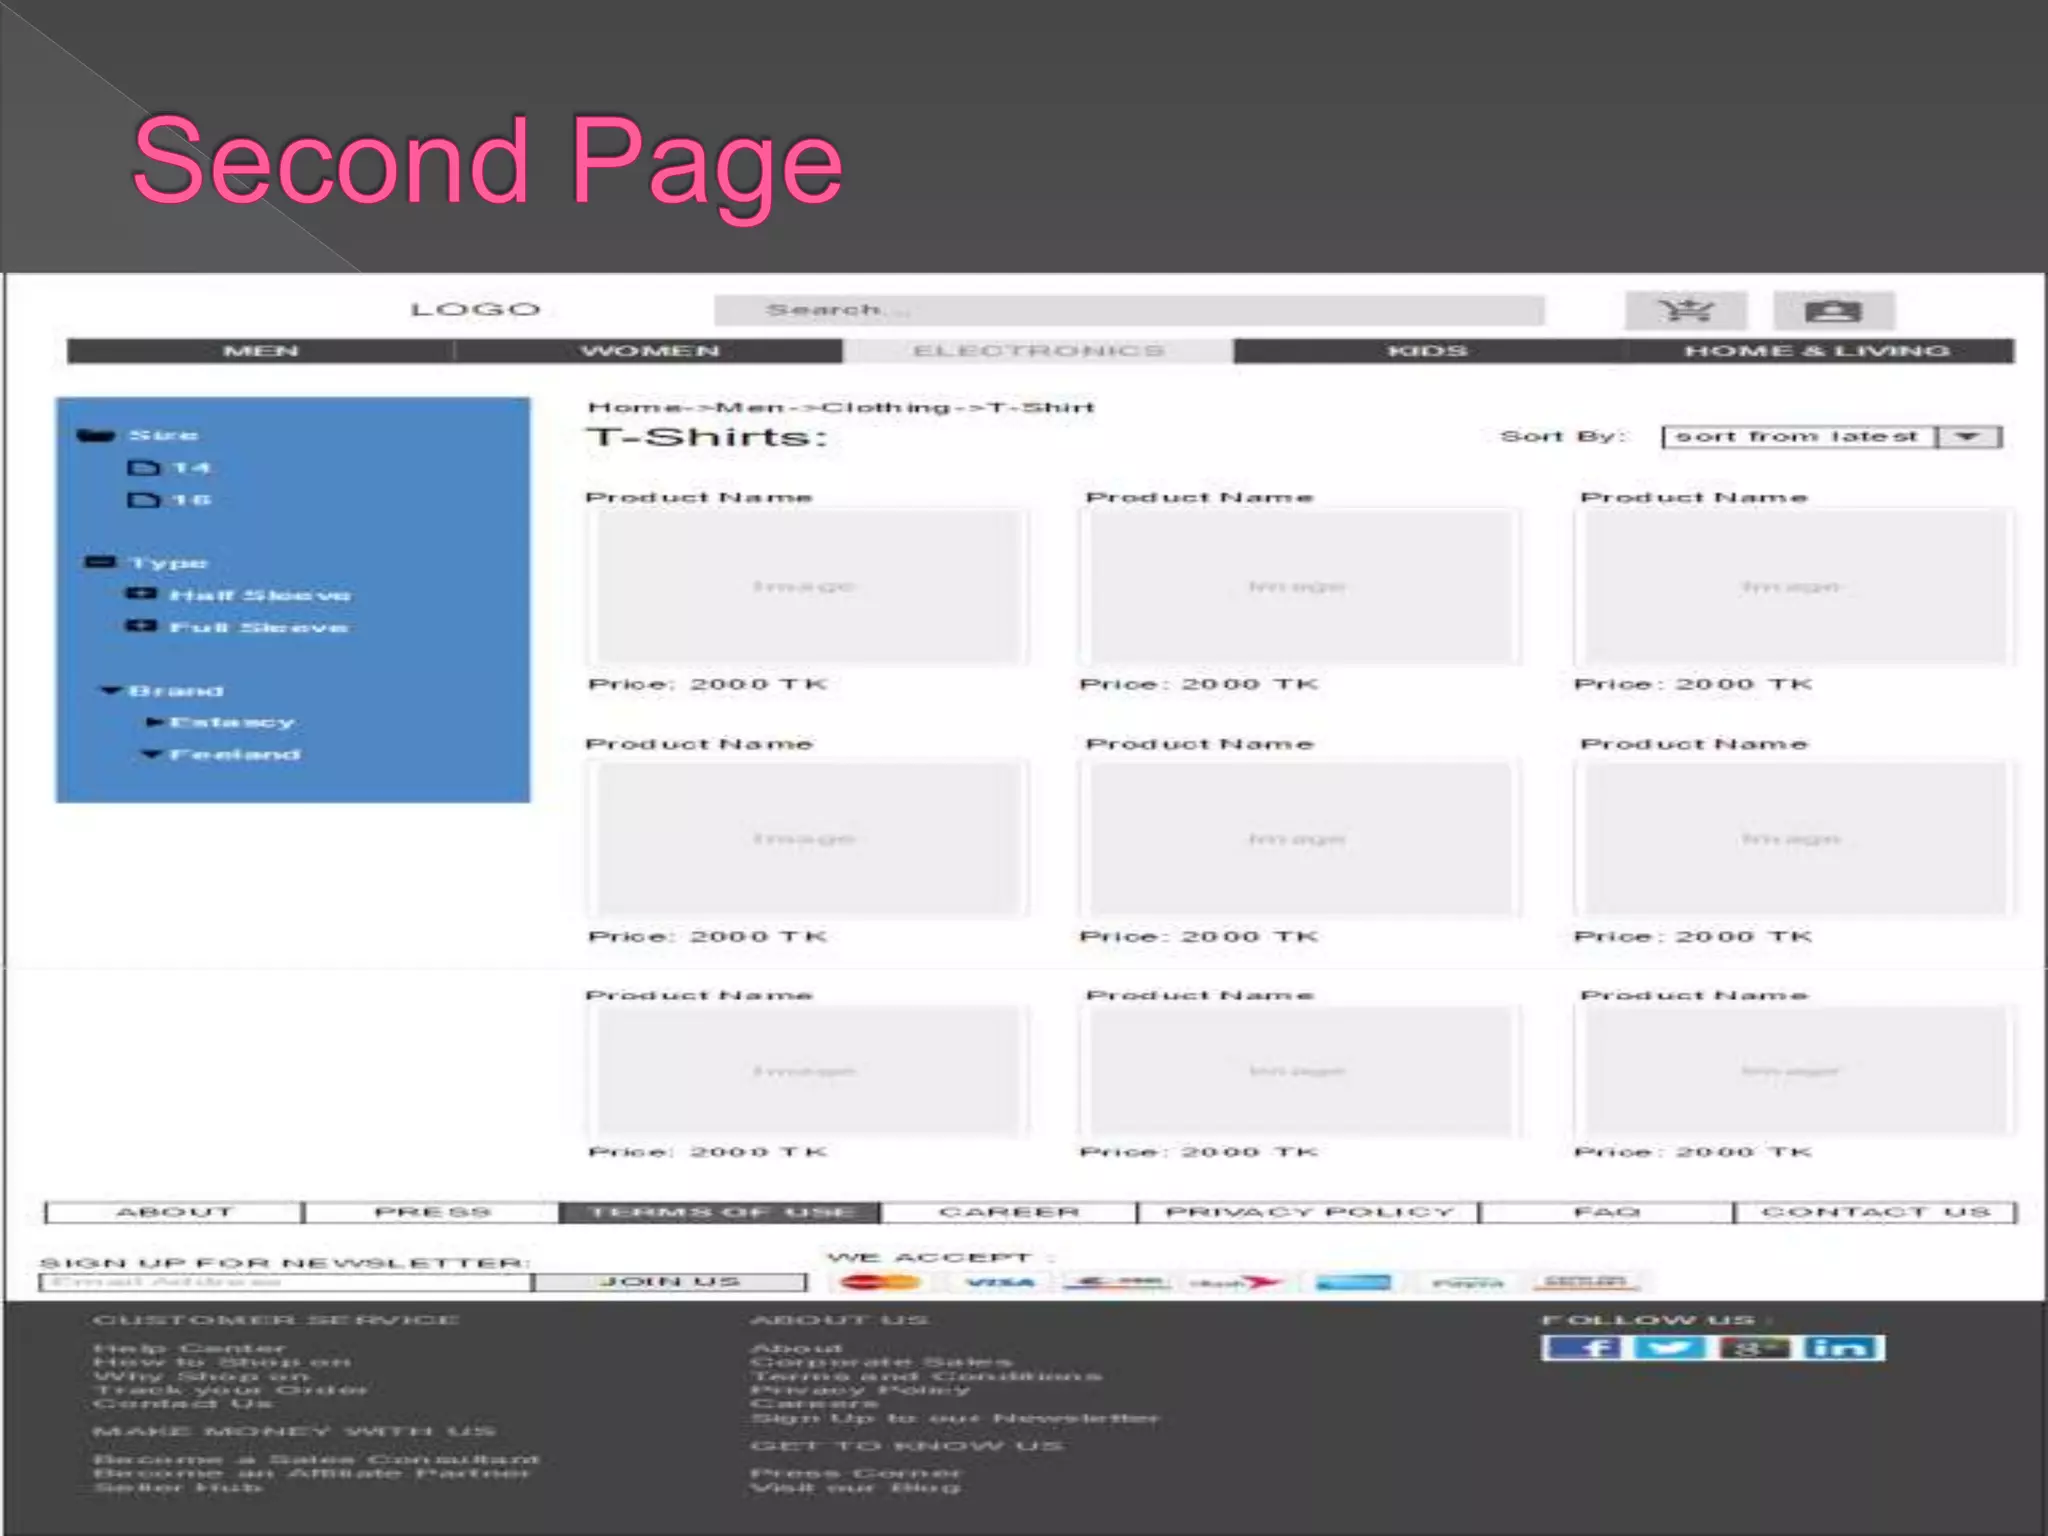 Second Page
LOGO
Search...
MEN WOMEN ELECTRONICS KIDS HOME & LIVING
Size
14
16
Type
Half Sleeve
Full Sleeve
Brand
Estascy
Feeland
Home->Men->Clothing->T-Shirt
T-Shirts:
Sort By: sort from latest
Product Name Product Name Product Name
Image Image Image
Price: 2000 TK Price: 2000 TK Price: 2000 TK
Product Name Product Name Product Name
Image Image Image
Price: 2000 TK Price: 2000 TK Price: 2000 TK
Product Name Product Name Product Name
Image Image Image
Price: 2000 TK Price: 2000 TK Price: 2000 TK
ABOUT PRESS TERMS OF USE CAREER PRIVACY POLICY FAQ CONTACT US
SIGN UP FOR NEWSLETTER:
Email Address
JOIN US
WE ACCEPT :
VISA
CUSTOMER SERVICE
Help Center
How to Shop on
Why Shop on
Track your Order
Contact Us
MAKE MONEY WITH US
Become a Sales Consultant
Become an Affiliate Partner
Seller Hub
ABOUT US
About
Corporate Sales
Terms and Conditions
Privacy Policy
Careers
Sign Up to our Newsletter
GET TO KNOW US
Press Corner
Visit our Blog
FOLLOW US :
f
g+
in